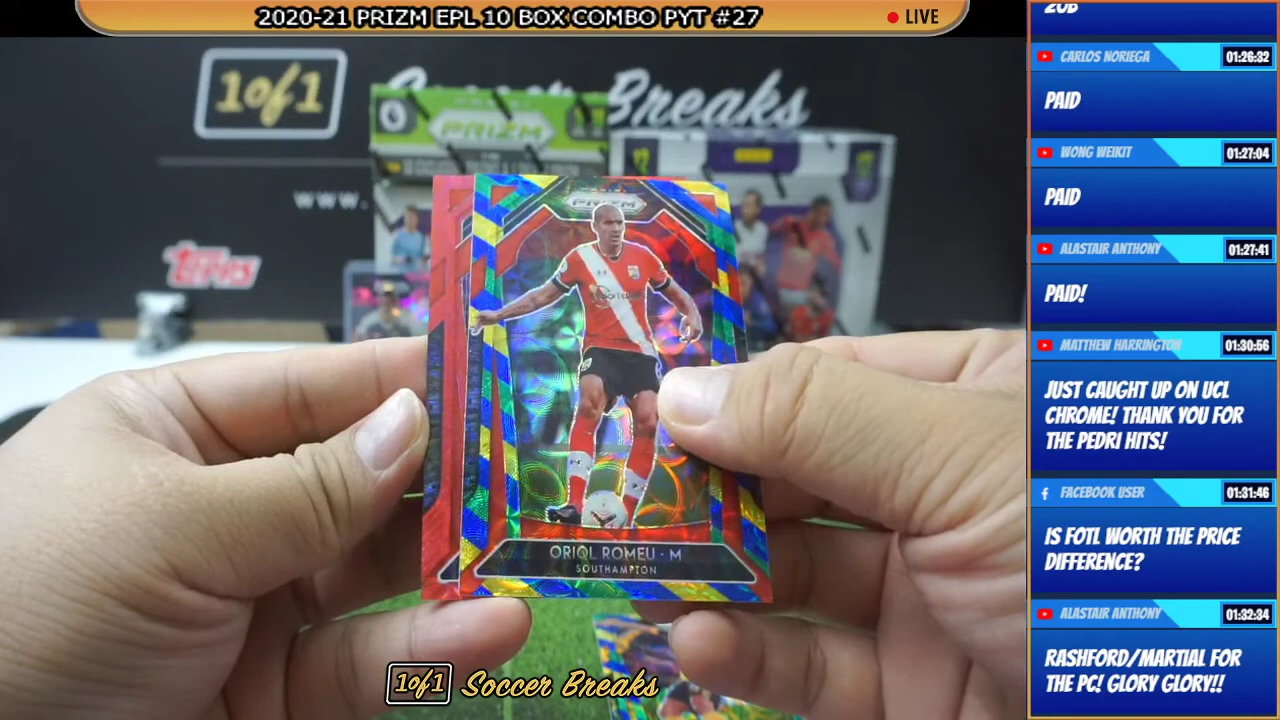 2020-21 PRIZM EPL 10 BOX COMBO PYT #27
LIVE
1of1
Soccer Breaks
WWW.
PRIZM
topps
PRIZM
ORIOL ROMEU · M
SOUTHAMPTON
1of1 Soccer Breaks
20B
CARLOS NORIEGA
01:26:32
PAID
WONG WEIKIT
01:27:04
PAID
ALASTAIR ANTHONY
01:27:41
PAID!
MATTHEW HARRINGTON
01:30:56
JUST CAUGHT UP ON UCL
CHROME! THANK YOU FOR
THE PEDRI HITS!
FACEBOOK USER
01:31:46
IS FOTL WORTH THE PRICE
DIFFERENCE?
ALASTAIR ANTHONY
01:32:34
RASHFORD/MARTIAL FOR
THE PC! GLORY GLORY!!